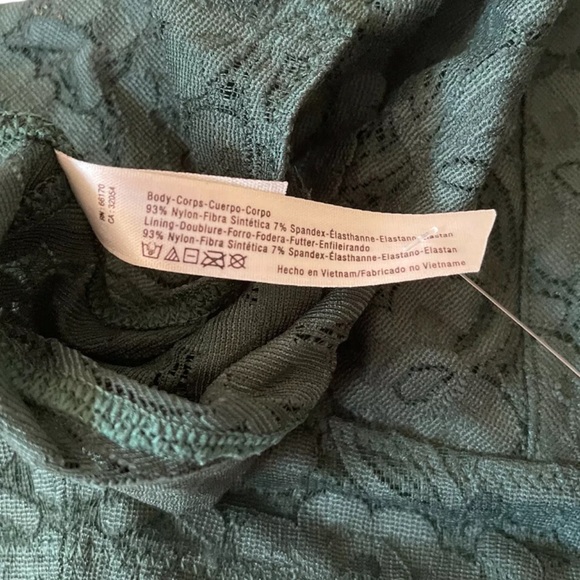 RN 66170
CA 32054
Body-Corps-Cuerpo-Corpo
93% Nylon-Fibra Sintética 7% Spandex-Élasthanne-Elastano-Elastan
Lining-Doublure-Forro-Fodera-Futter-Enfileirando
93% Nylon-Fibra Sintética 7% Spandex-Élasthanne-Elastano-Elastan
Hecho en Vietnam/Fabricado no Vietname